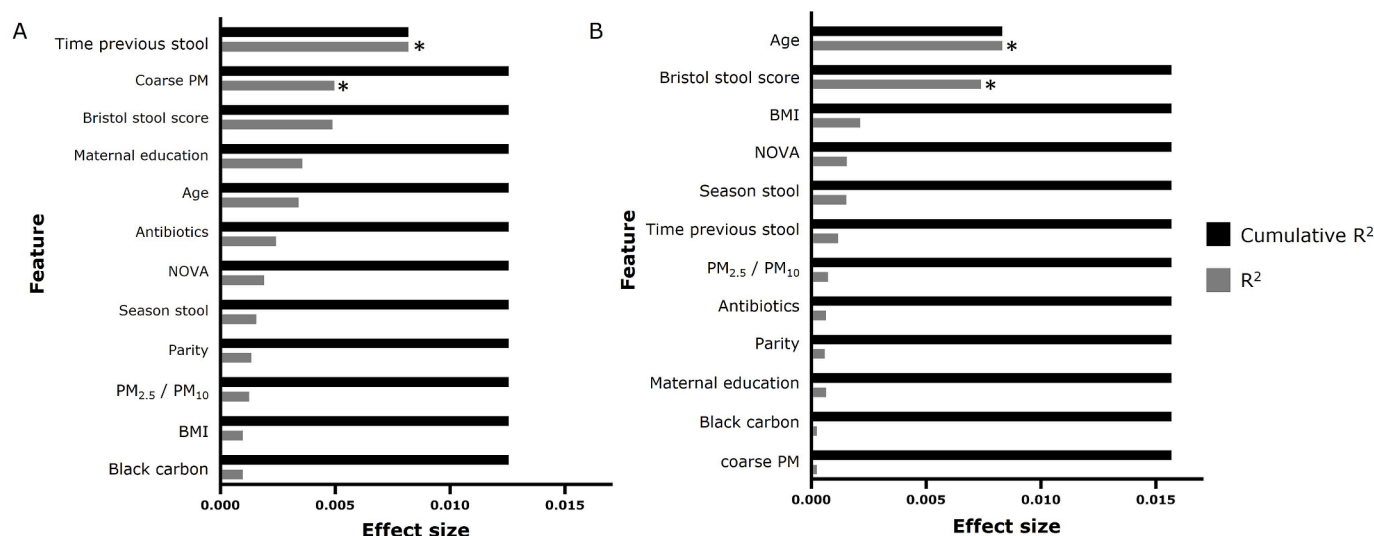 A
Time previous stool
*
Coarse PM
*
Bristol stool score
Maternal education
Age
Antibiotics
NOVA
Season stool
Parity
PM2.5 / PM10
BMI
Black carbon
Feature
0.000
0.005
0.010
0.015
Effect size
B
Age
*
Bristol stool score
*
BMI
NOVA
Season stool
Time previous stool
PM2.5 / PM10
Antibiotics
Parity
Maternal education
Black carbon
coarse PM
Feature
0.000
0.005
0.010
0.015
Effect size
Cumulative R²
R²